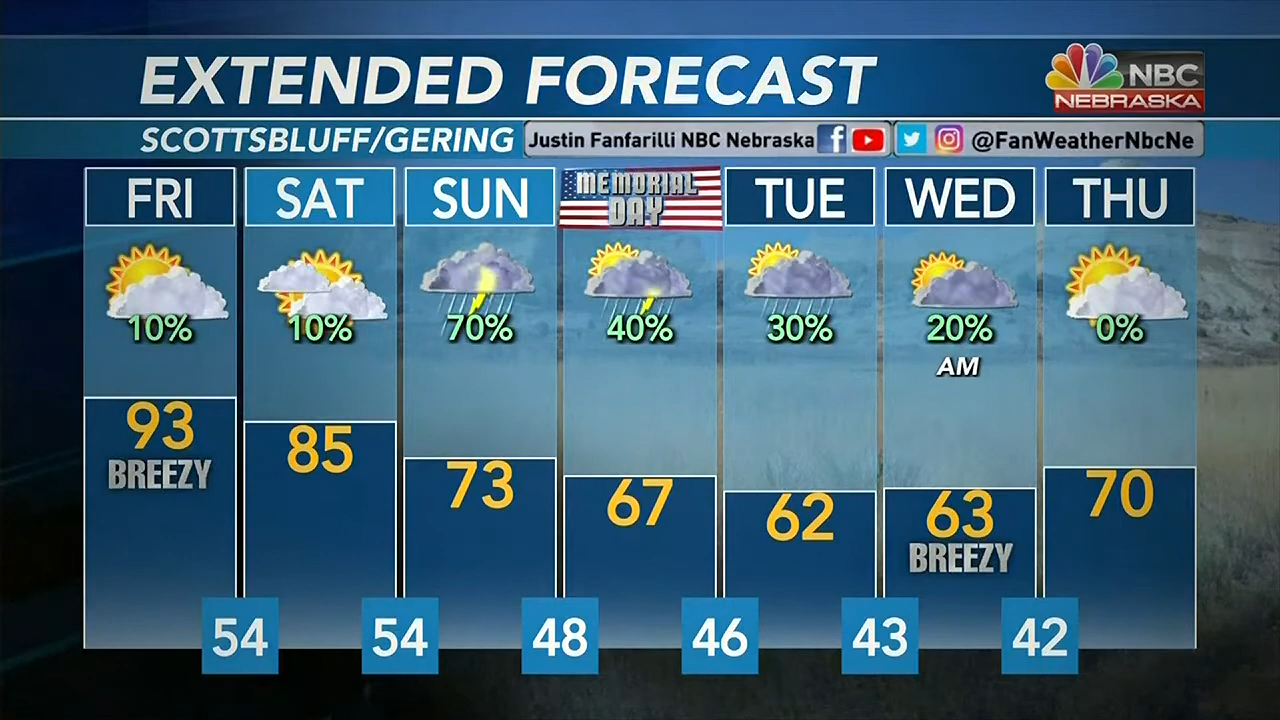 EXTENDED FORECAST
NBC
NEBRASKA
SCOTTSBLUFF/GERING
Justin Fanfarilli NBC Nebraska
@FanWeatherNbcNe
FRI SAT SUN MEMORIAL DAY TUE WED THU
10% 10% 70% 40% 30% 20% 0%
AM
93 85 73 67 62 63 70
BREEZY BREEZY
54 54 48 46 43 42